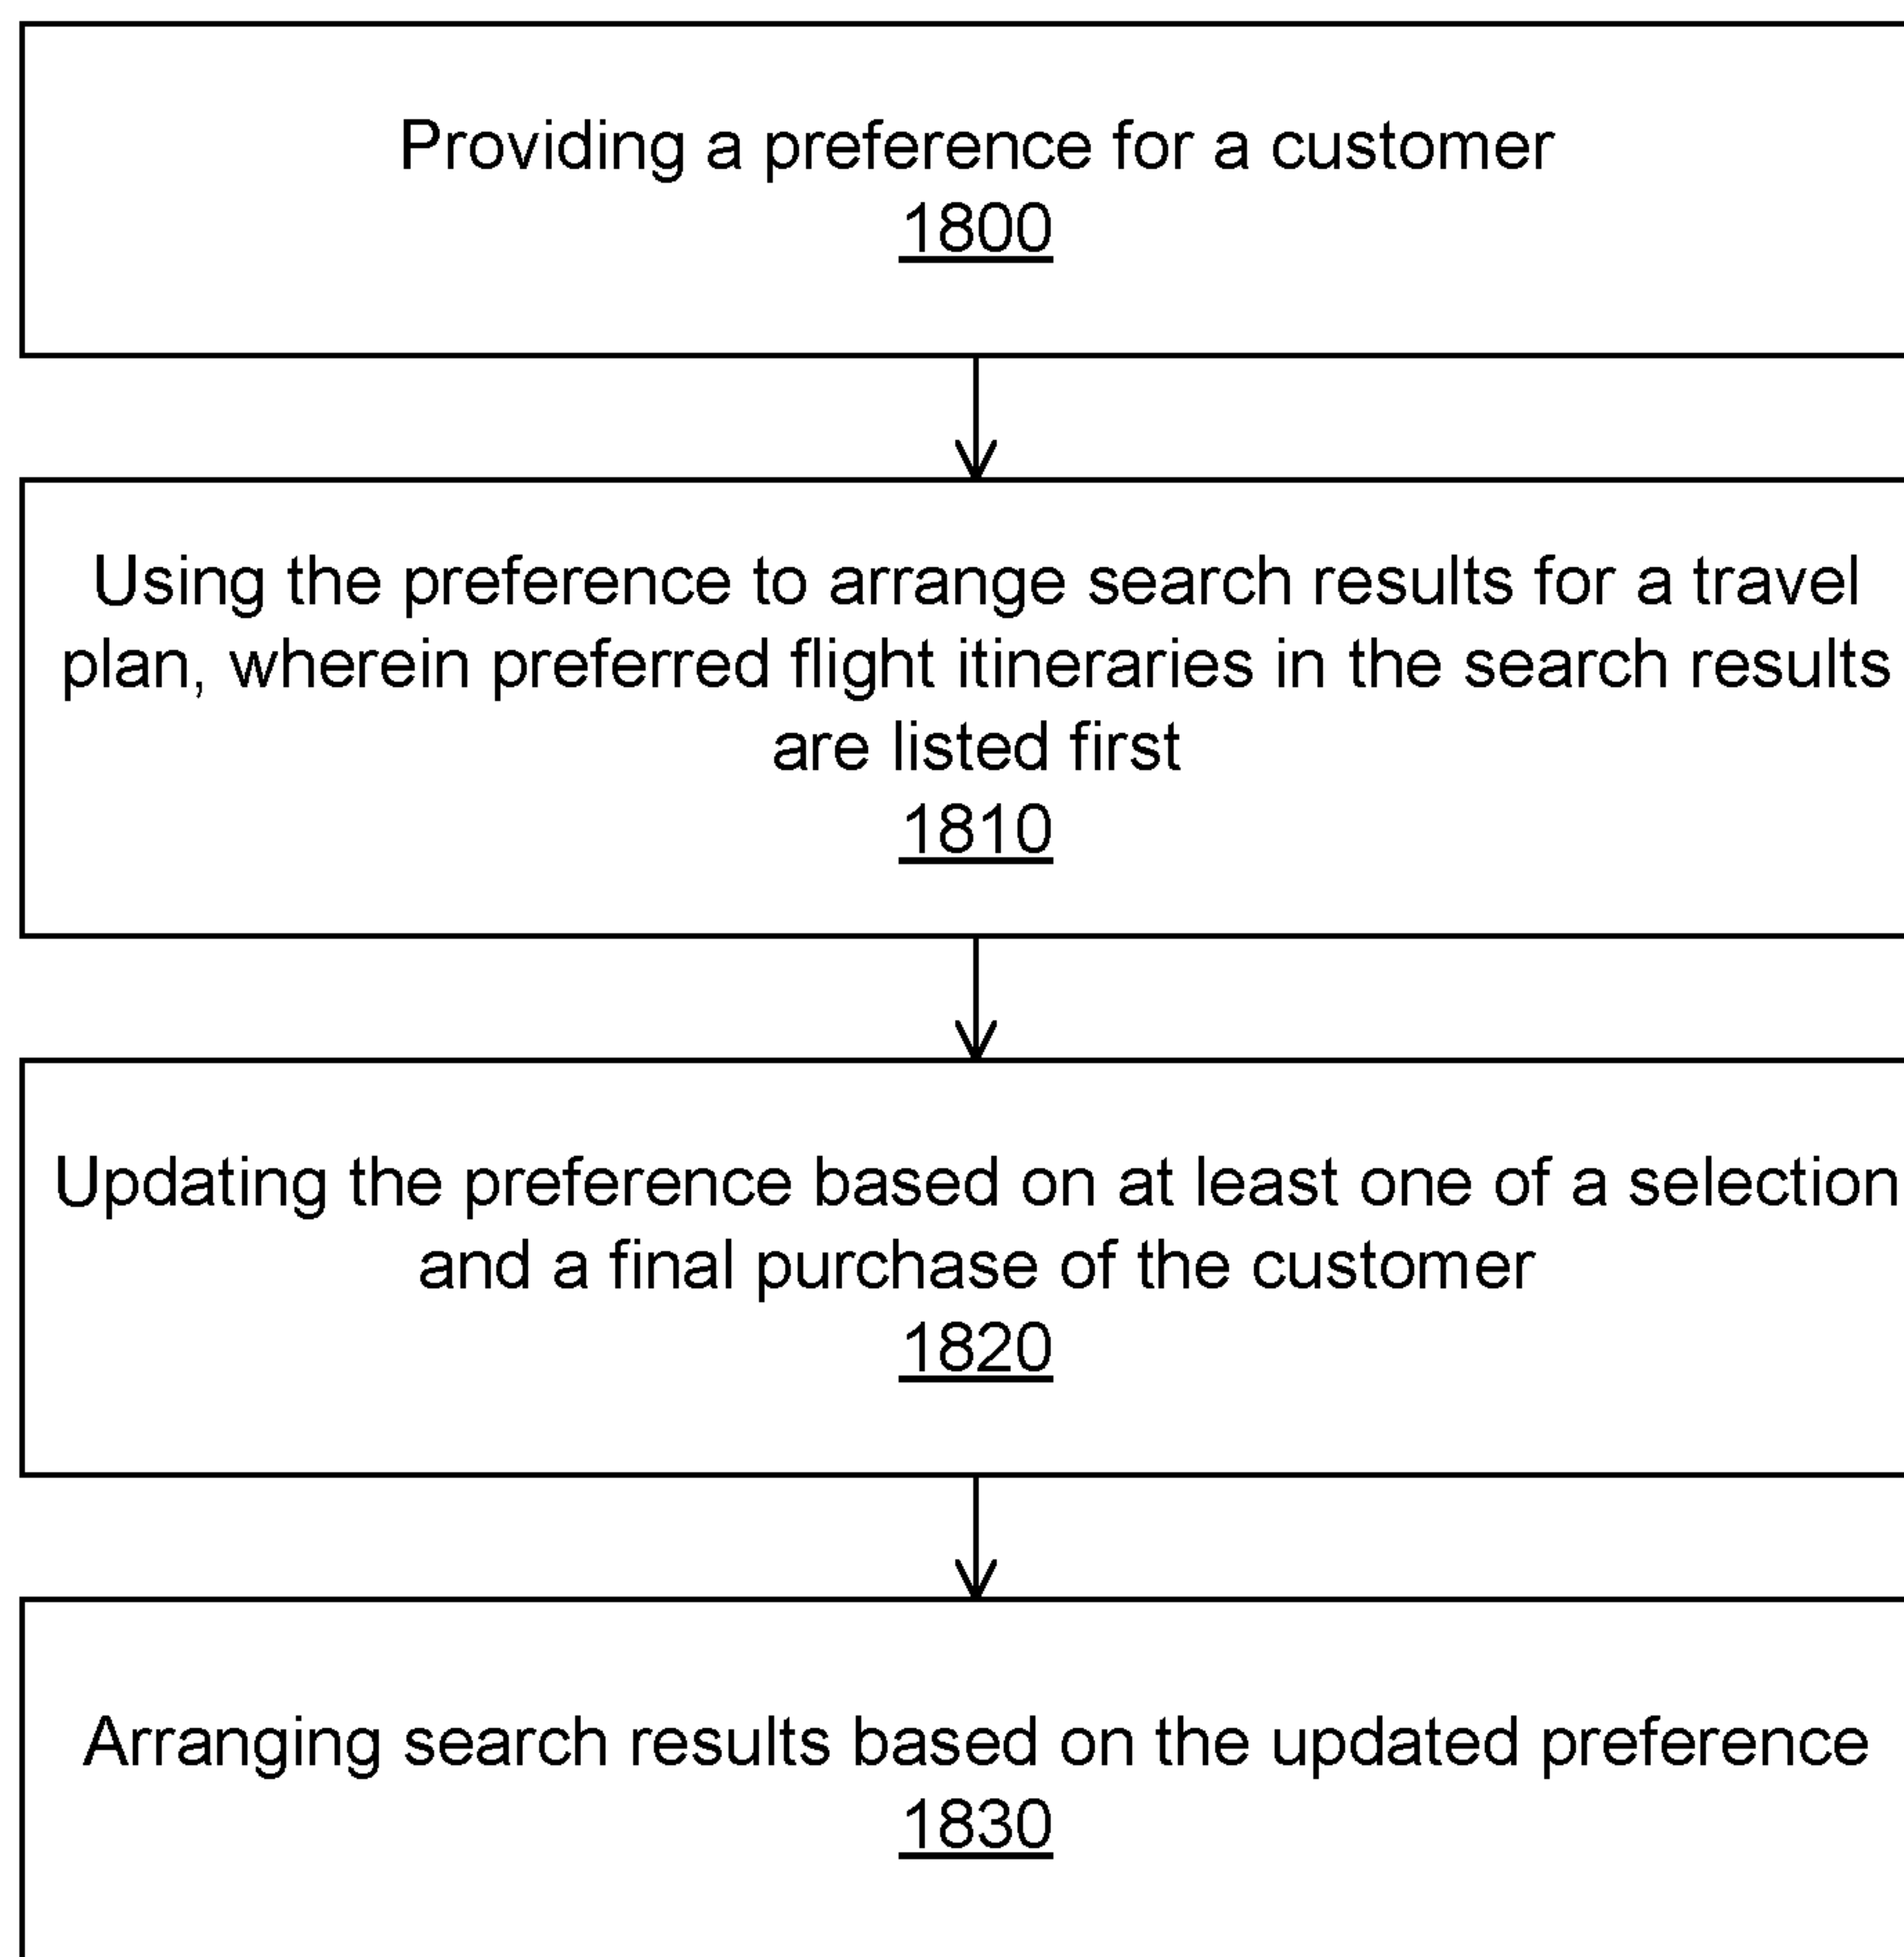 Providing a preference for a customer
1800
Using the preference to arrange search results for a travel
plan, wherein preferred flight itineraries in the search results
are listed first
1810
Updating the preference based on at least one of a selection
and a final purchase of the customer
1820
Arranging search results based on the updated preference
1830